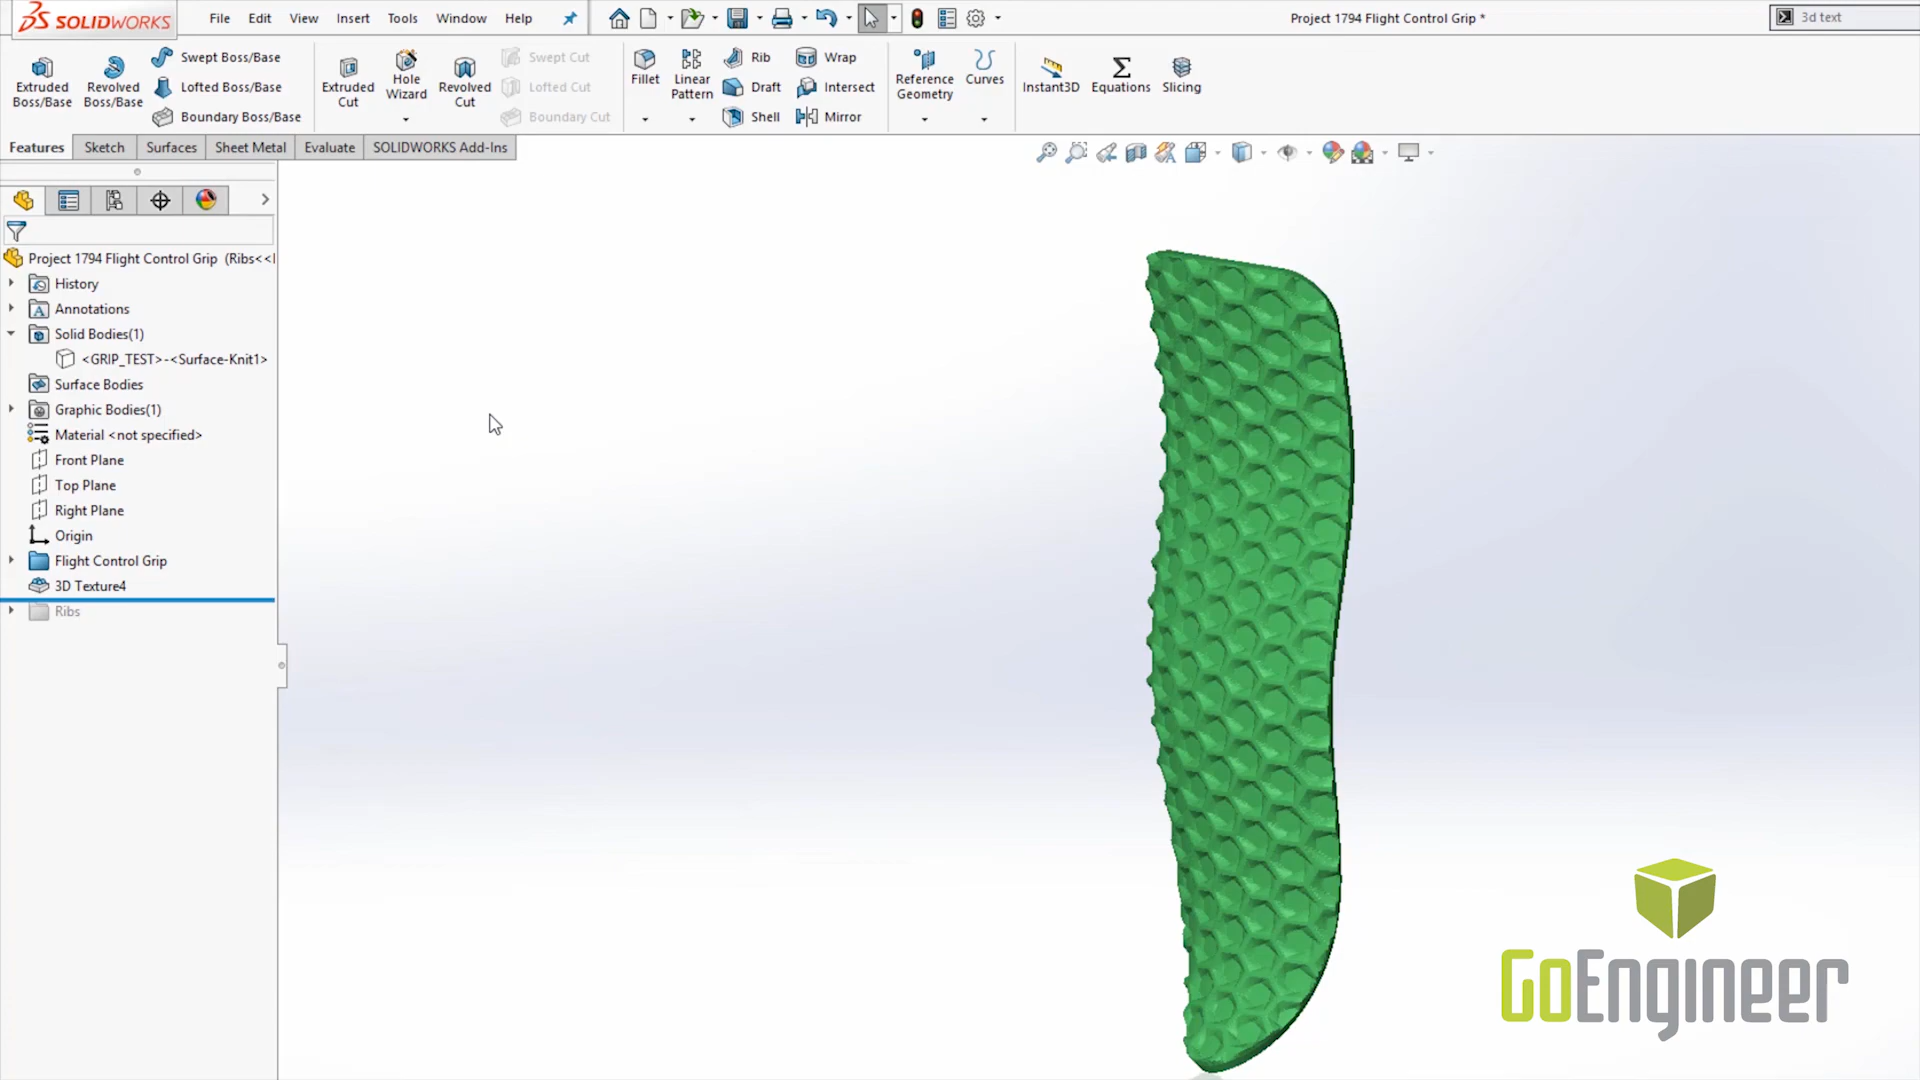 SOLIDWORKS File Edit View Insert Tools Window Help Project 1794 Flight Control Grip * 3d text
Extruded Boss/Base
Revolved Boss/Base
Swept Boss/Base
Lofted Boss/Base
Boundary Boss/Base
Extruded Cut
Hole Wizard
Revolved Cut
Swept Cut
Lofted Cut
Boundary Cut
Fillet
Linear Pattern
Rib
Draft
Shell
Wrap
Intersect
Mirror
Reference Geometry
Curves
Instant3D
Equations
Slicing
Features Sketch Surfaces Sheet Metal Evaluate SOLIDWORKS Add-Ins
Project 1794 Flight Control Grip (Ribs<<
History
Annotations
Solid Bodies(1)
<GRIP_TEST>-<Surface-Knit1>
Surface Bodies
Graphic Bodies(1)
Material <not specified>
Front Plane
Top Plane
Right Plane
Origin
Flight Control Grip
3D Texture4
Ribs
GoEngineer